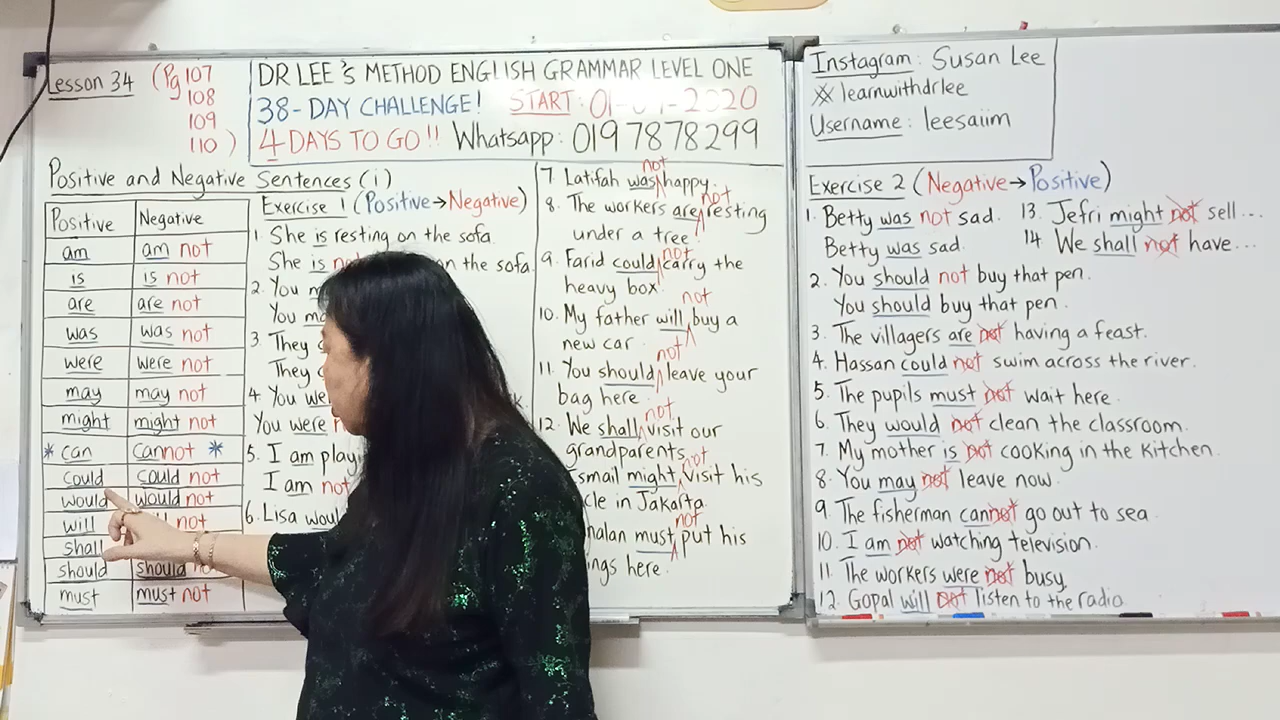 Lesson 34 (Pg 107
108
109
110)
DR LEE'S METHOD ENGLISH GRAMMAR LEVEL ONE
38-DAY CHALLENGE! START: 01- -2020
4 DAYS TO GO!! Whatsapp: 0197878299
Positive and Negative Sentences (i)
Positive Negative
am am not
is is not
are are not
was was not
were were not
may may not
might might not
*can cannot *
could could not
would would not
will not
shall
should should
must must not
Exercise 1 (Positive→Negative)
1. She is resting on the sofa.
She is on the sofa.
2. You
You
3 They
They
4. You
You were
5. I am
I am not
6. Lisa
7 Latifah was not happy.
8. The workers are not resting
under a tree.
9. Farid could not carry the
heavy box.
10. My father will not buy a
new car.
11. You should not leave your
bag here.
12. We shall not visit our
grandparents.
might not visit his
in Jakarta.
must not put his
here.
Instagram: Susan Lee
learnwithdrlee
Username: leesaiim
Exercise 2 (Negative→Positive)
1. Betty was not sad.
Betty was sad.
2. You should not buy that pen.
You should buy that pen.
3. The villagers are not having a feast.
4. Hassan could not swim across the river.
5. The pupils must not wait here.
6. They would not clean the classroom.
7. My mother is not cooking in the kitchen.
8. You may not leave now.
9. The fisherman cannot go out to sea.
10. I am not watching television.
11. The workers were not busy.
12. Gopal will not listen to the radio
13. Jefri might not sell...
14. We shall not have...